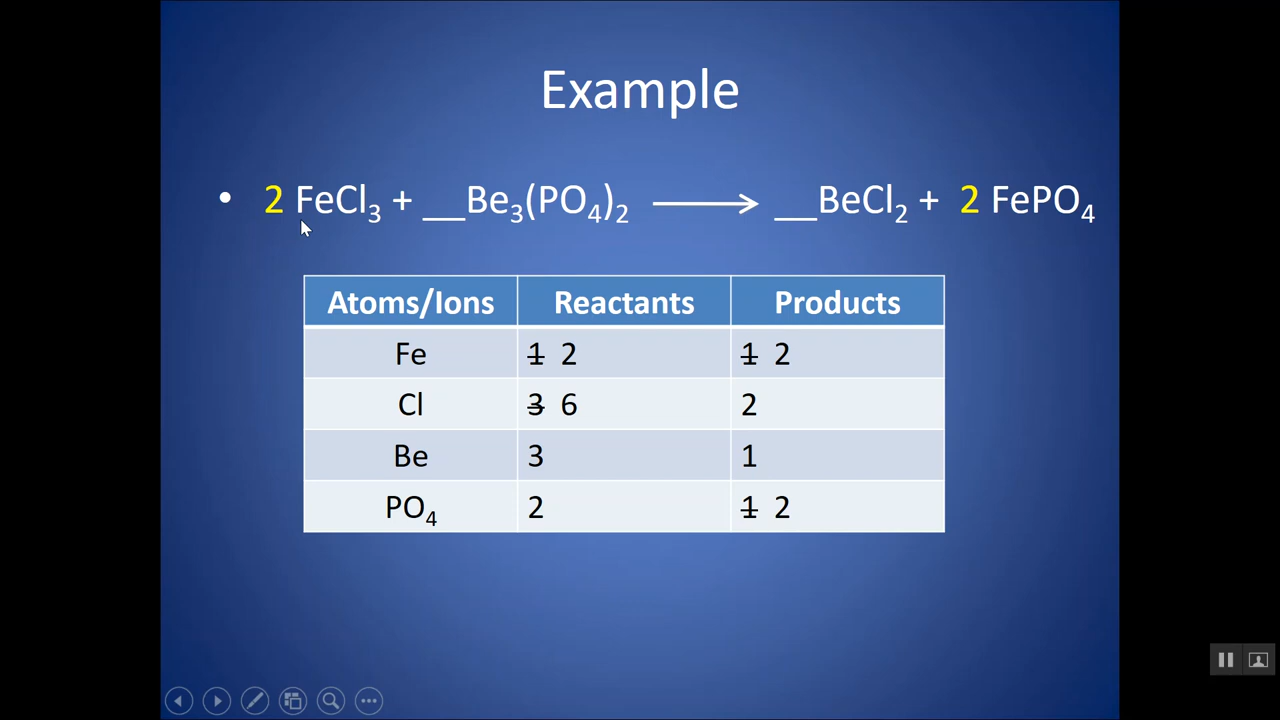 Example
• 2 FeCl₃ + __Be₃(PO₄)₂ ⟶ __BeCl₂ + 2 FePO₄
Atoms/Ions Reactants Products
Fe 1̶ 2 1̶ 2
Cl 3̶ 6 2
Be 3 1
PO₄ 2 1̶ 2